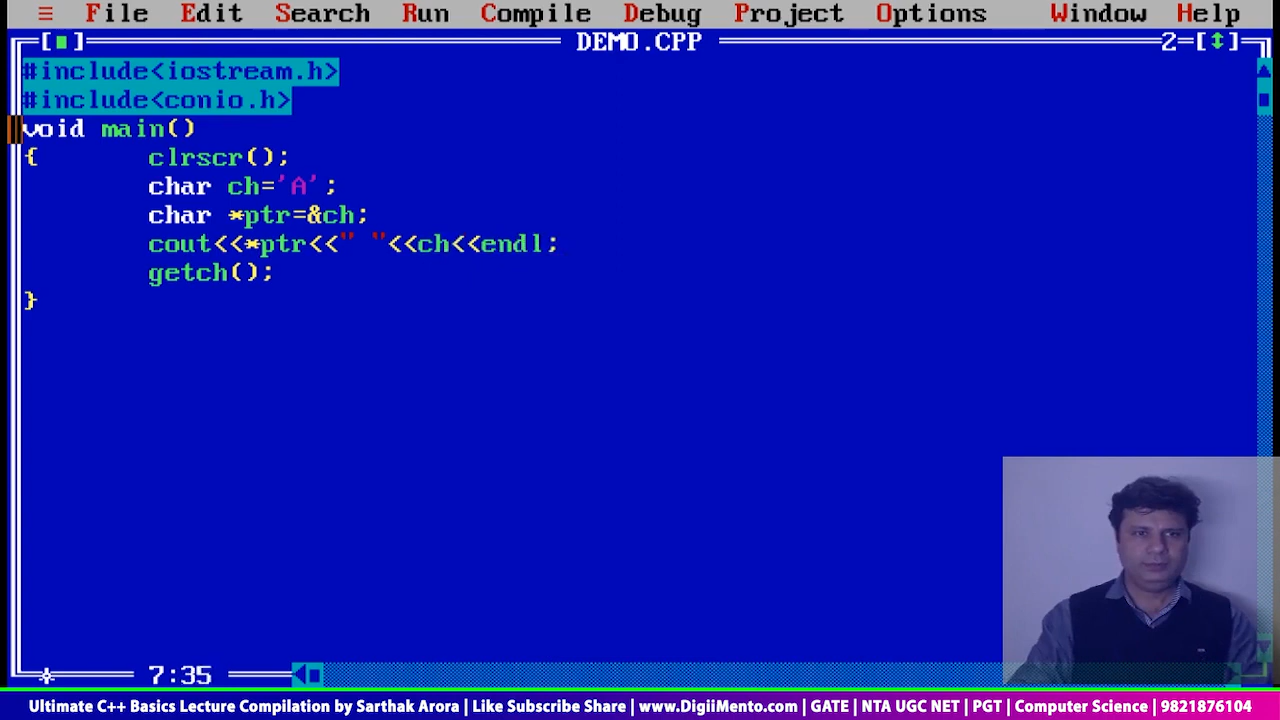 ≡ File Edit Search Run Compile Debug Project Options Window Help
[■] DEMO.CPP 2=[↕]
#include<iostream.h>
#include<conio.h>
void main()
{ clrscr();
char ch='A';
char *ptr=&ch;
cout<<*ptr<<" "<<ch<<endl;
getch();
}
7:35
Ultimate C++ Basics Lecture Compilation by Sarthak Arora | Like Subscribe Share | www.DigiiMento.com | GATE | NTA UGC NET | PGT | Computer Science | 9821876104